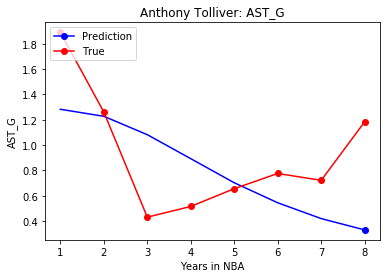 Anthony Tolliver: AST_G
Prediction
True
AST_G
1.8
1.6
1.4
1.2
1.0
0.8
0.6
0.4
1 2 3 4 5 6 7 8
Years in NBA